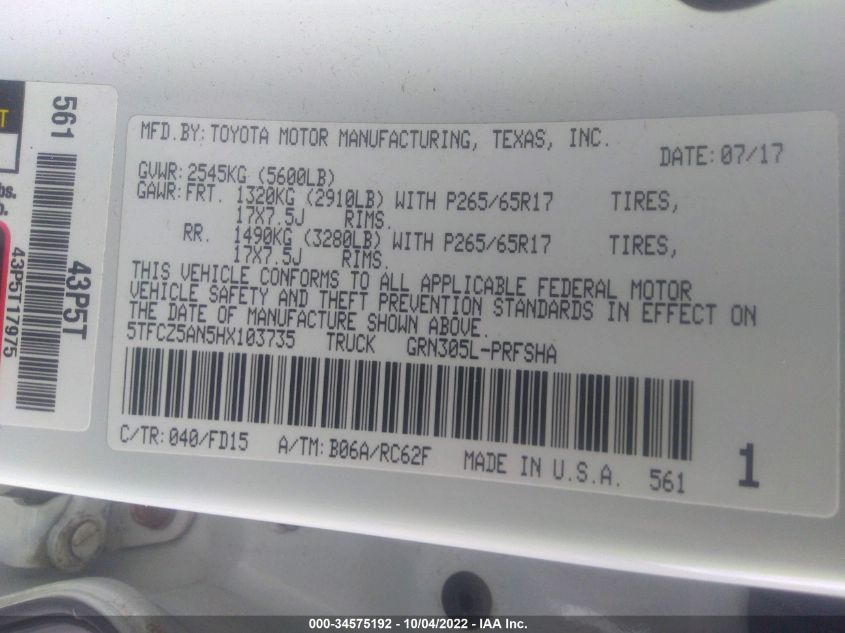 T
bs.
p.
561
43P5T
43P5T17975
MFD.BY: TOYOTA MOTOR MANUFACTURING, TEXAS, INC.
DATE: 07/17
GVWR: 2545KG (5600LB)
GAWR: FRT. 1320KG (2910LB) WITH P265/65R17 TIRES,
17X7.5J RIMS.
RR. 1490KG (3280LB) WITH P265/65R17 TIRES,
17X7.5J RIMS.
THIS VEHICLE CONFORMS TO ALL APPLICABLE FEDERAL MOTOR
VEHICLE SAFETY AND THEFT PREVENTION STANDARDS IN EFFECT ON
THE DATE OF MANUFACTURE SHOWN ABOVE.
5TFCZ5AN5HX103735 TRUCK GRN305L-PRFSHA
C/TR: 040/FD15 A/TM: B06A/RC62F MADE IN U.S.A. 561 1
000-34575192 - 10/04/2022 - IAA Inc.